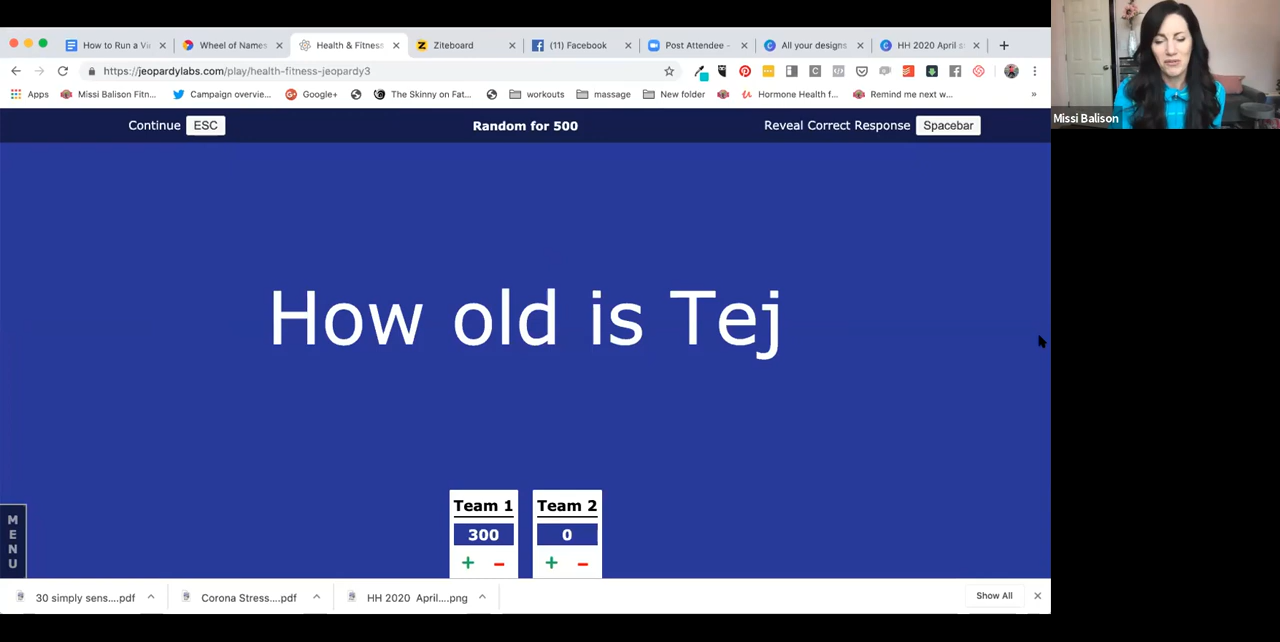 How to Run a Vi
Wheel of Names
Health & Fitness
Ziteboard
(11) Facebook
Post Attendee -
All your designs
HH 2020 April s
https://jeopardylabs.com/play/health-fitness-jeopardy3
Apps
Missi Balison Fitn...
Campaign overvie...
Google+
The Skinny on Fat...
workouts
massage
New folder
Hormone Health f...
Remind me next w...
»
Missi Balison
Continue ESC
Random for 500
Reveal Correct Response Spacebar
How old is Tej
MENU
Team 1
300
+ −
Team 2
0
+ −
30 simply sens....pdf
Corona Stress....pdf
HH 2020 April....png
Show All